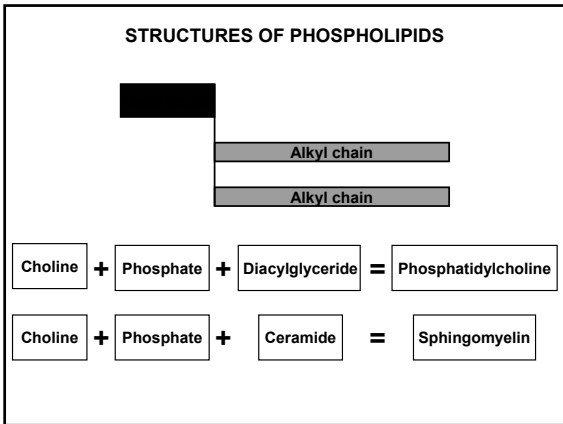 STRUCTURES OF PHOSPHOLIPIDS
Alkyl chain
Alkyl chain
Choline + Phosphate + Diacylglyceride = Phosphatidylcholine
Choline + Phosphate + Ceramide = Sphingomyelin